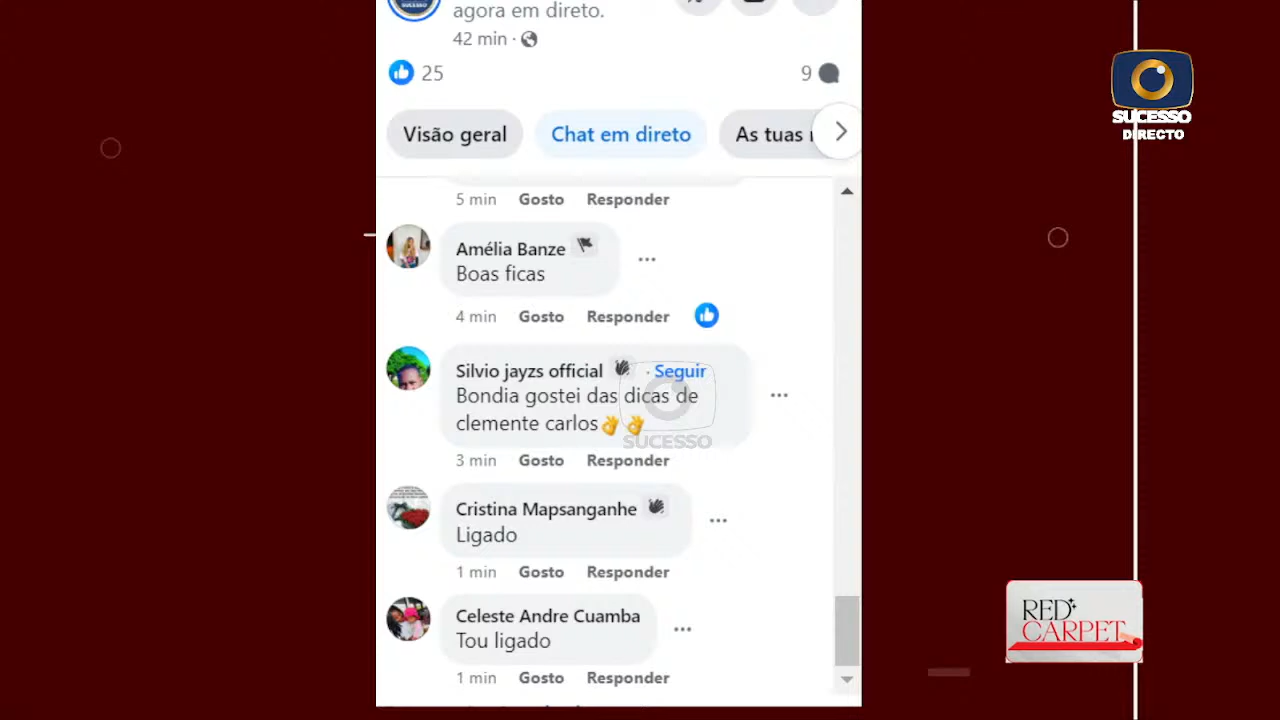 SUCESSO
agora em direto.
42 min ·
25
9
Visão geral
Chat em direto
As tuas
SUCESSO
DIRECTO
5 min Gosto Responder
Amélia Banze
Boas ficas
4 min Gosto Responder
Silvio jayzs official · Seguir
Bondia gostei das dicas de
clemente carlos👌👌
SUCESSO
3 min Gosto Responder
Cristina Mapsanganhe
Ligado
1 min Gosto Responder
Celeste Andre Cuamba
Tou ligado
1 min Gosto Responder
RED
CARPET